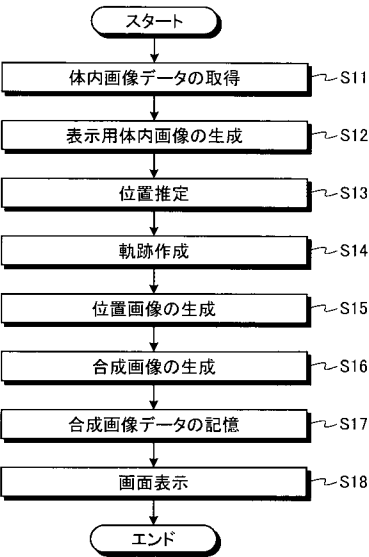 スタート
体内画像データの取得 S11
表示用体内画像の生成 S12
位置推定 S13
軌跡作成 S14
位置画像の生成 S15
合成画像の生成 S16
合成画像データの記憶 S17
画面表示 S18
エンド